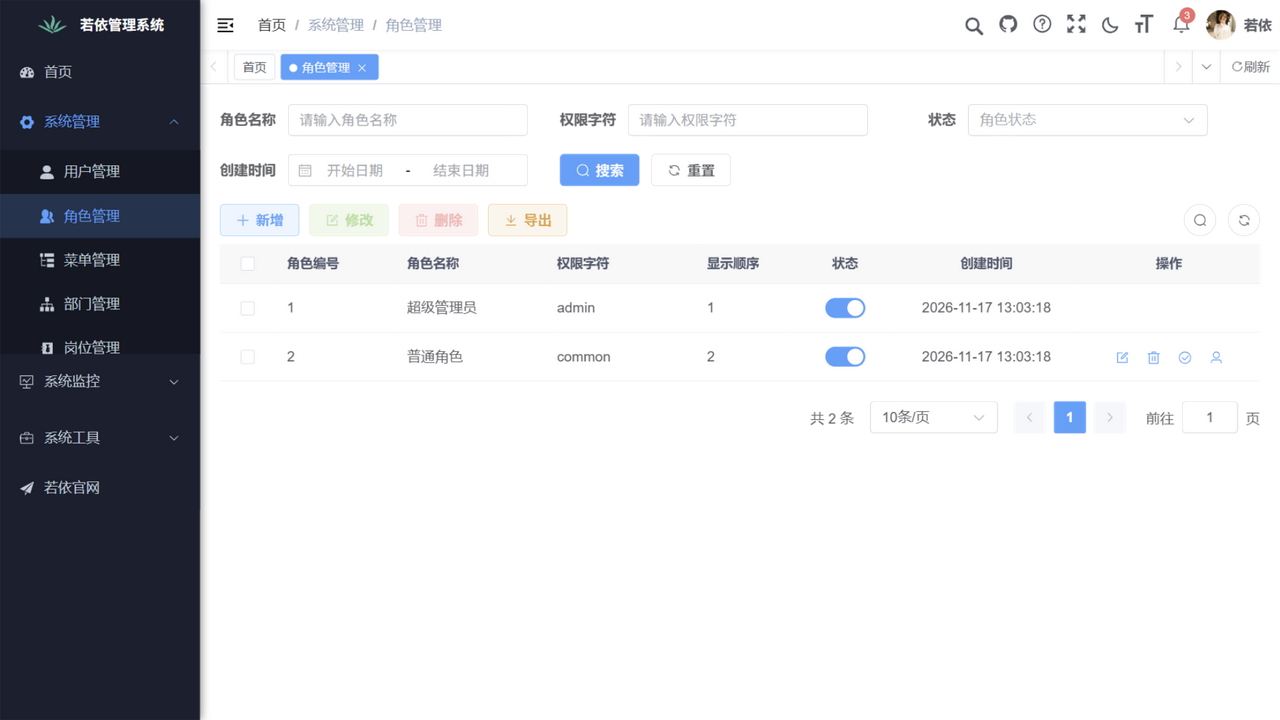 若依管理系统
首页
系统管理
用户管理
角色管理
菜单管理
部门管理
岗位管理
系统监控
系统工具
若依官网
首页 / 系统管理 / 角色管理
3
若依
首页
角色管理
刷新
角色名称 请输入角色名称 权限字符 请输入权限字符 状态 角色状态
创建时间 开始日期 - 结束日期 搜索 重置
新增 修改 删除 导出
角色编号 角色名称 权限字符 显示顺序 状态 创建时间 操作
1 超级管理员 admin 1 2026-11-17 13:03:18
2 普通角色 common 2 2026-11-17 13:03:18
共 2 条 10条/页 1 前往 1 页